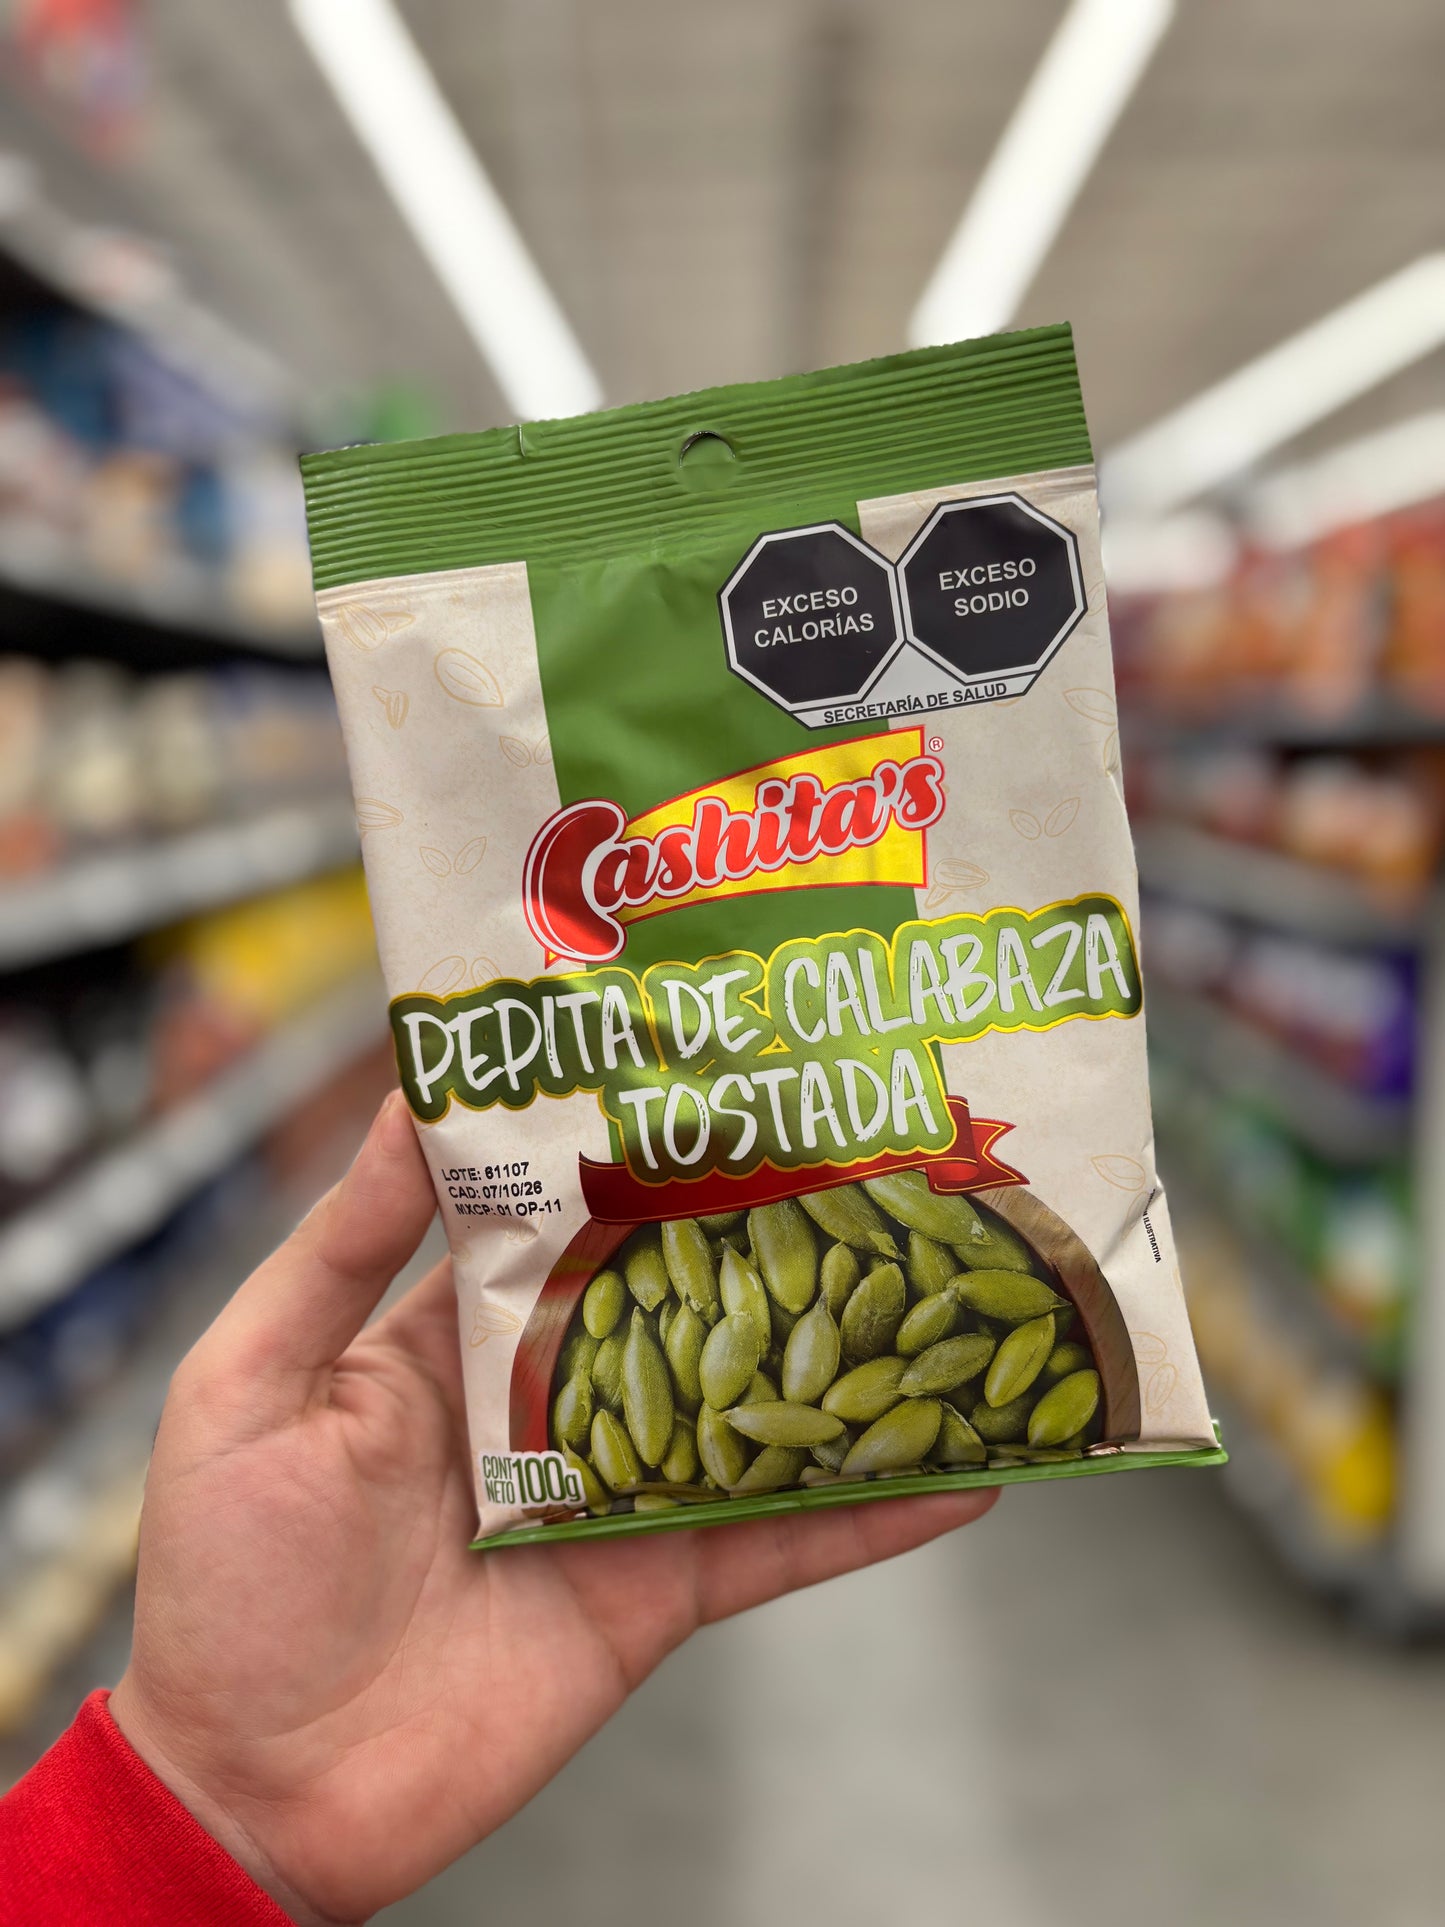 EXCESO
CALORÍAS
EXCESO
SODIO
SECRETARÍA DE SALUD
Cashita's®
PEPITA DE CALABAZA
TOSTADA
LOTE: 61107
CAD: 07/10/26
MXCP: 01 OP-11
ILUSTRATIVA
CONT
NETO 100g